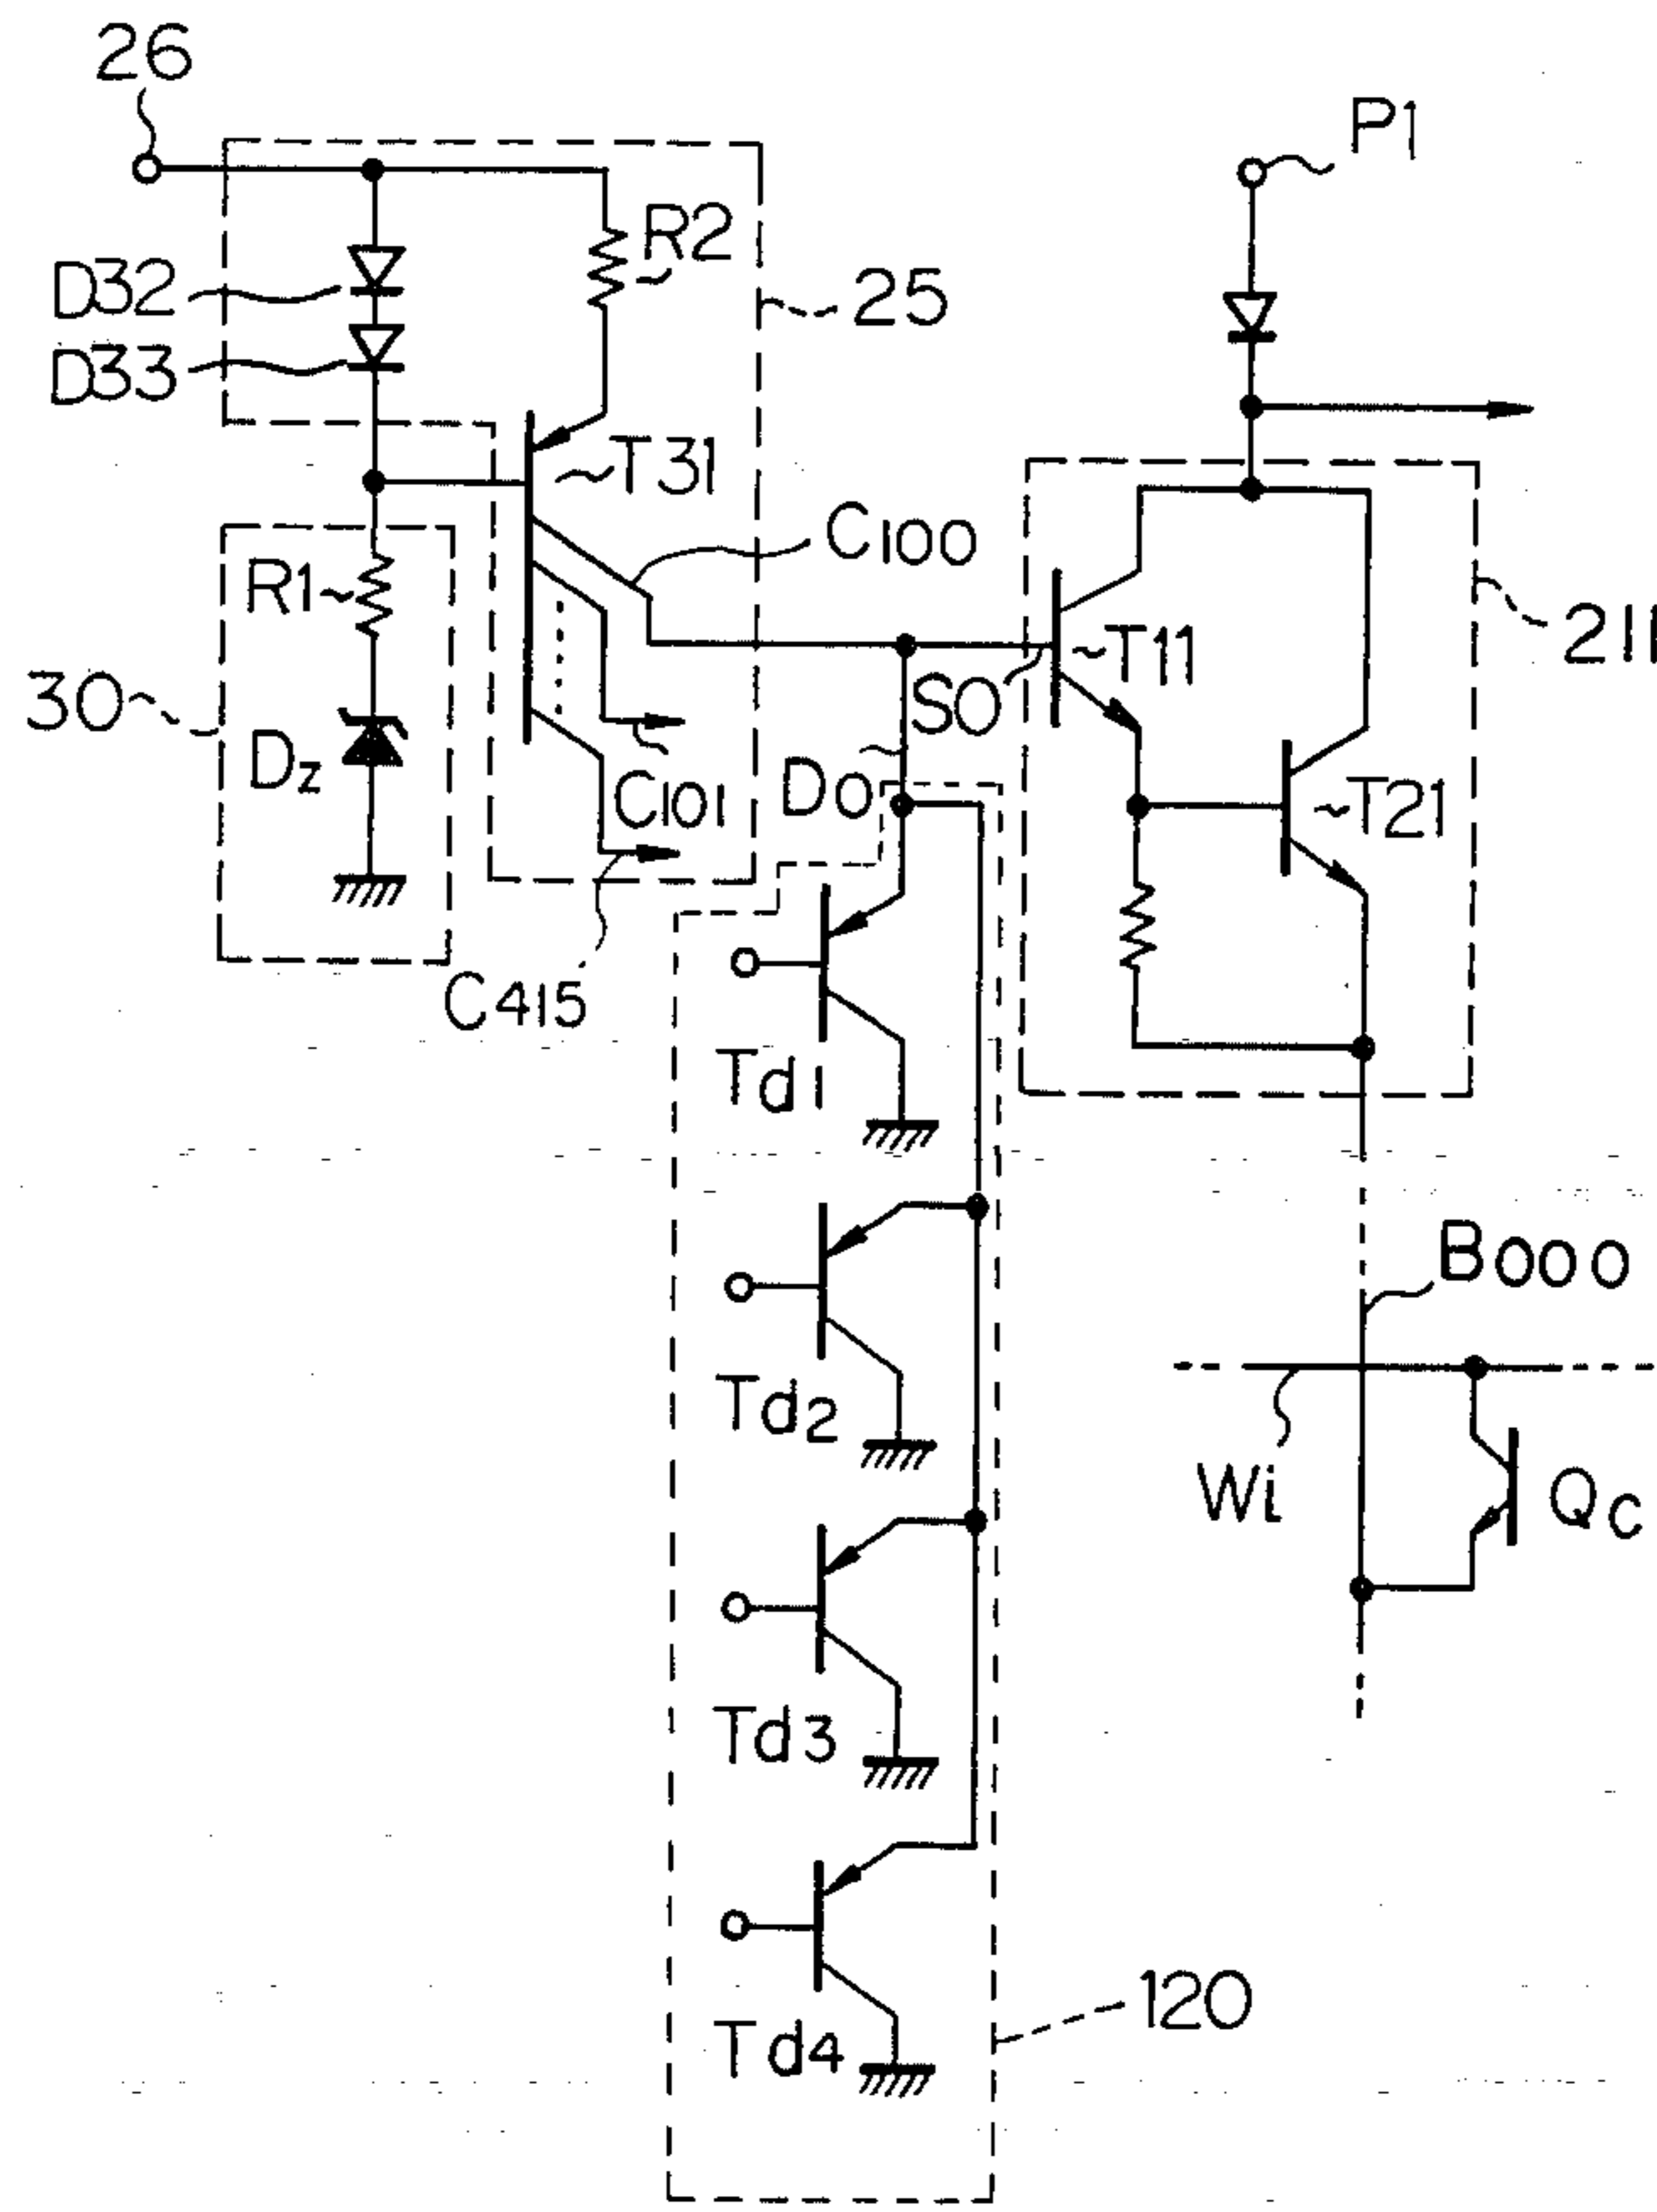 26
P1
R2
D32
25
D33
T31
C100
R1
T11
211
30
S0
Dz
D0
C101
T21
C415
Td1
B000
Td2
Wi
Qc
Td3
120
Td4